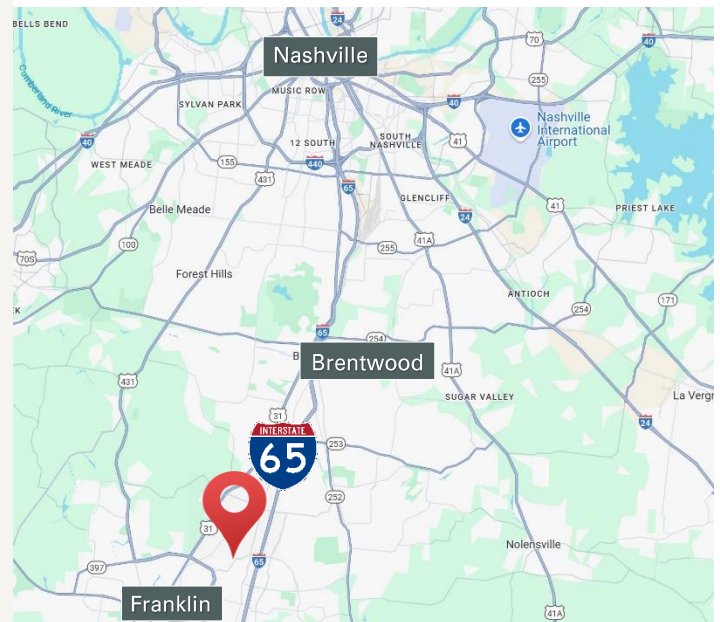 BELLS BEND
24
70
40
Nashville
255
Cumberland River
MUSIC ROW
SYLVAN PARK
40
Nashville
International
Airport
40
12 SOUTH
SOUTH
NASHVILLE
41
WEST MEADE
155
440
431
65
GLENCLIFF
41
PRIEST LAKE
Belle Meade
24
100
255
41A
70S
Forest Hills
ANTIOCH
171
254
65
254
Brentwood
41A
431
SUGAR VALLEY
La Verg
31
24
INTERSTATE
65
253
252
31
Nolensville
65
397
Franklin
41A